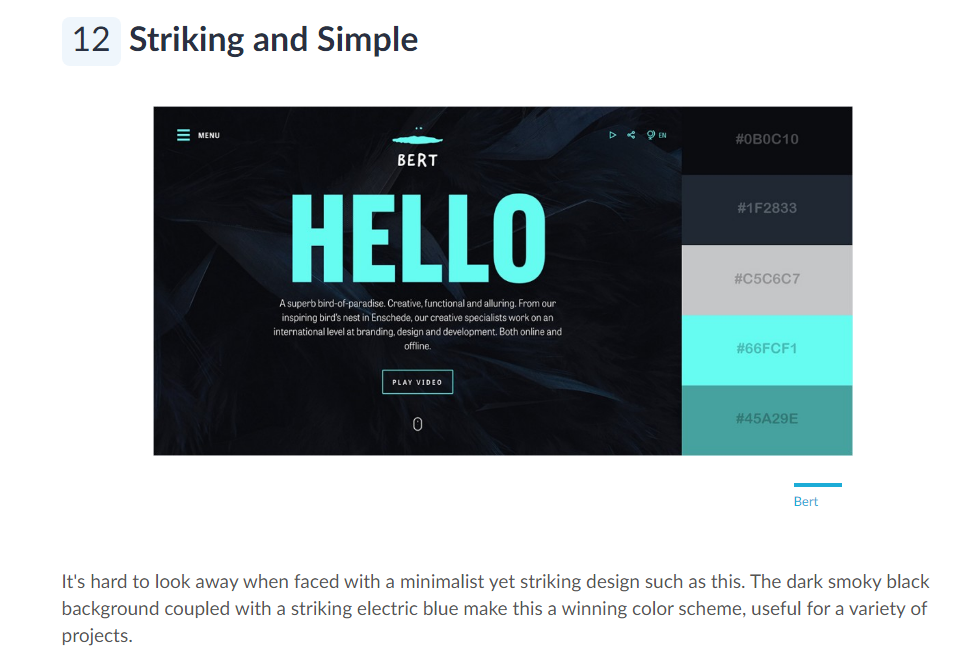 12 Striking and Simple
MENU
EN
BERT
HELLO
A superb bird-of-paradise. Creative, functional and alluring. From our
inspiring bird's nest in Enschede, our creative specialists work on an
international level at branding, design and development. Both online and
offline.
PLAY VIDEO
#0B0C10
#1F2833
#C5C6C7
#66FCF1
#45A29E
Bert
It's hard to look away when faced with a minimalist yet striking design such as this. The dark smoky black
background coupled with a striking electric blue make this a winning color scheme, useful for a variety of
projects.